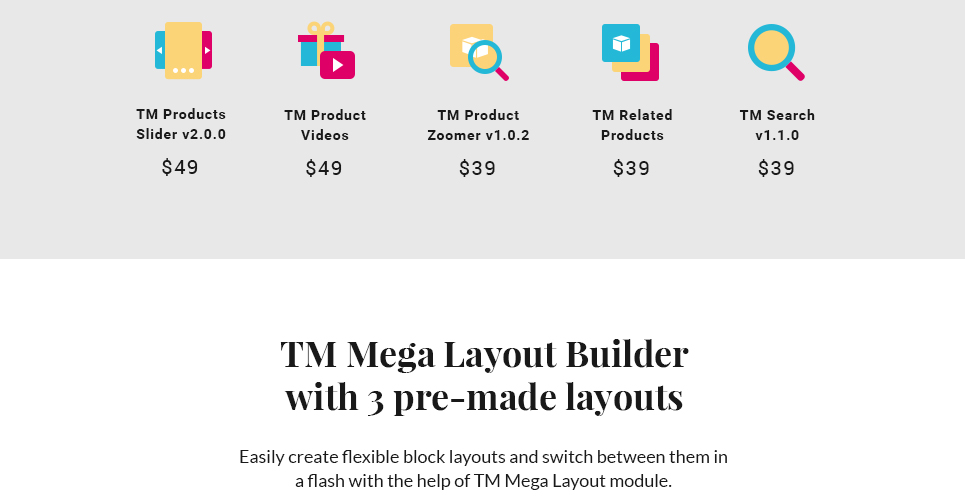 TM Products
Slider v2.0.0
$49
TM Product
Videos
$49
TM Product
Zoomer v1.0.2
$39
TM Related
Products
$39
TM Search
v1.1.0
$39
TM Mega Layout Builder
with 3 pre-made layouts
Easily create flexible block layouts and switch between them in
a flash with the help of TM Mega Layout module.